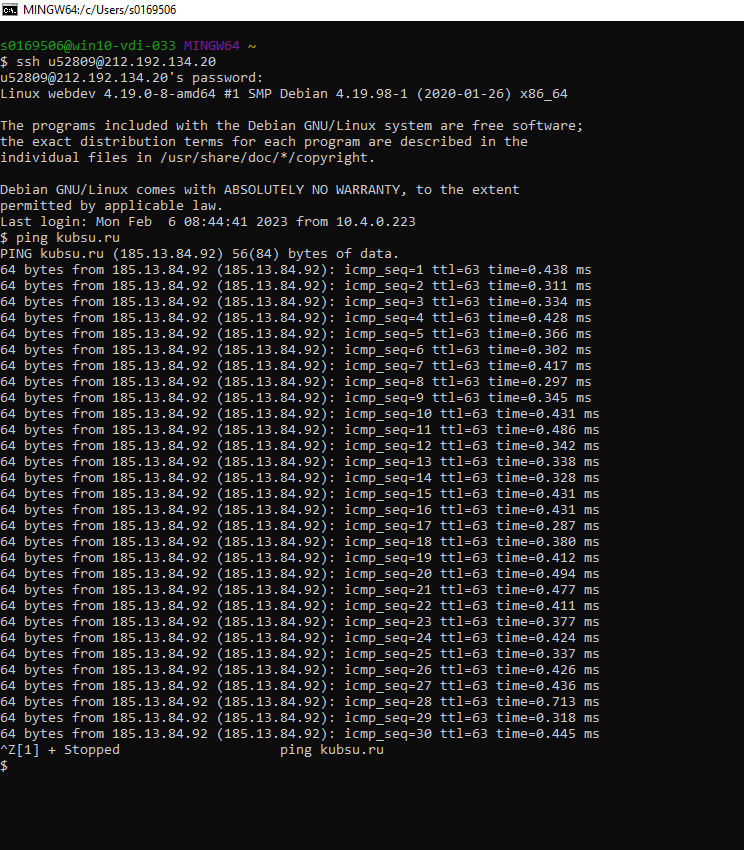 MINGW64:/c/Users/s0169506
s0169506@win10-vdi-033 MINGW64 ~
$ ssh u52809@212.192.134.20
u52809@212.192.134.20's password:
Linux webdev 4.19.0-8-amd64 #1 SMP Debian 4.19.98-1 (2020-01-26) x86_64
The programs included with the Debian GNU/Linux system are free software;
the exact distribution terms for each program are described in the
individual files in /usr/share/doc/*/copyright.
Debian GNU/Linux comes with ABSOLUTELY NO WARRANTY, to the extent
permitted by applicable law.
Last login: Mon Feb  6 08:44:41 2023 from 10.4.0.223
$ ping kubsu.ru
PING kubsu.ru (185.13.84.92) 56(84) bytes of data.
64 bytes from 185.13.84.92 (185.13.84.92): icmp_seq=1 ttl=63 time=0.438 ms
64 bytes from 185.13.84.92 (185.13.84.92): icmp_seq=2 ttl=63 time=0.311 ms
64 bytes from 185.13.84.92 (185.13.84.92): icmp_seq=3 ttl=63 time=0.334 ms
64 bytes from 185.13.84.92 (185.13.84.92): icmp_seq=4 ttl=63 time=0.428 ms
64 bytes from 185.13.84.92 (185.13.84.92): icmp_seq=5 ttl=63 time=0.366 ms
64 bytes from 185.13.84.92 (185.13.84.92): icmp_seq=6 ttl=63 time=0.302 ms
64 bytes from 185.13.84.92 (185.13.84.92): icmp_seq=7 ttl=63 time=0.417 ms
64 bytes from 185.13.84.92 (185.13.84.92): icmp_seq=8 ttl=63 time=0.297 ms
64 bytes from 185.13.84.92 (185.13.84.92): icmp_seq=9 ttl=63 time=0.345 ms
64 bytes from 185.13.84.92 (185.13.84.92): icmp_seq=10 ttl=63 time=0.431 ms
64 bytes from 185.13.84.92 (185.13.84.92): icmp_seq=11 ttl=63 time=0.486 ms
64 bytes from 185.13.84.92 (185.13.84.92): icmp_seq=12 ttl=63 time=0.342 ms
64 bytes from 185.13.84.92 (185.13.84.92): icmp_seq=13 ttl=63 time=0.338 ms
64 bytes from 185.13.84.92 (185.13.84.92): icmp_seq=14 ttl=63 time=0.328 ms
64 bytes from 185.13.84.92 (185.13.84.92): icmp_seq=15 ttl=63 time=0.431 ms
64 bytes from 185.13.84.92 (185.13.84.92): icmp_seq=16 ttl=63 time=0.431 ms
64 bytes from 185.13.84.92 (185.13.84.92): icmp_seq=17 ttl=63 time=0.287 ms
64 bytes from 185.13.84.92 (185.13.84.92): icmp_seq=18 ttl=63 time=0.380 ms
64 bytes from 185.13.84.92 (185.13.84.92): icmp_seq=19 ttl=63 time=0.412 ms
64 bytes from 185.13.84.92 (185.13.84.92): icmp_seq=20 ttl=63 time=0.494 ms
64 bytes from 185.13.84.92 (185.13.84.92): icmp_seq=21 ttl=63 time=0.477 ms
64 bytes from 185.13.84.92 (185.13.84.92): icmp_seq=22 ttl=63 time=0.411 ms
64 bytes from 185.13.84.92 (185.13.84.92): icmp_seq=23 ttl=63 time=0.377 ms
64 bytes from 185.13.84.92 (185.13.84.92): icmp_seq=24 ttl=63 time=0.424 ms
64 bytes from 185.13.84.92 (185.13.84.92): icmp_seq=25 ttl=63 time=0.337 ms
64 bytes from 185.13.84.92 (185.13.84.92): icmp_seq=26 ttl=63 time=0.426 ms
64 bytes from 185.13.84.92 (185.13.84.92): icmp_seq=27 ttl=63 time=0.436 ms
64 bytes from 185.13.84.92 (185.13.84.92): icmp_seq=28 ttl=63 time=0.713 ms
64 bytes from 185.13.84.92 (185.13.84.92): icmp_seq=29 ttl=63 time=0.318 ms
64 bytes from 185.13.84.92 (185.13.84.92): icmp_seq=30 ttl=63 time=0.445 ms
^Z[1] + Stopped                    ping kubsu.ru
$